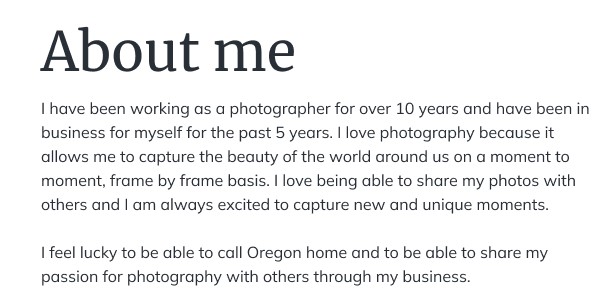 About me
I have been working as a photographer for over 10 years and have been in
business for myself for the past 5 years. I love photography because it
allows me to capture the beauty of the world around us on a moment to
moment, frame by frame basis. I love being able to share my photos with
others and I am always excited to capture new and unique moments.
I feel lucky to be able to call Oregon home and to be able to share my
passion for photography with others through my business.